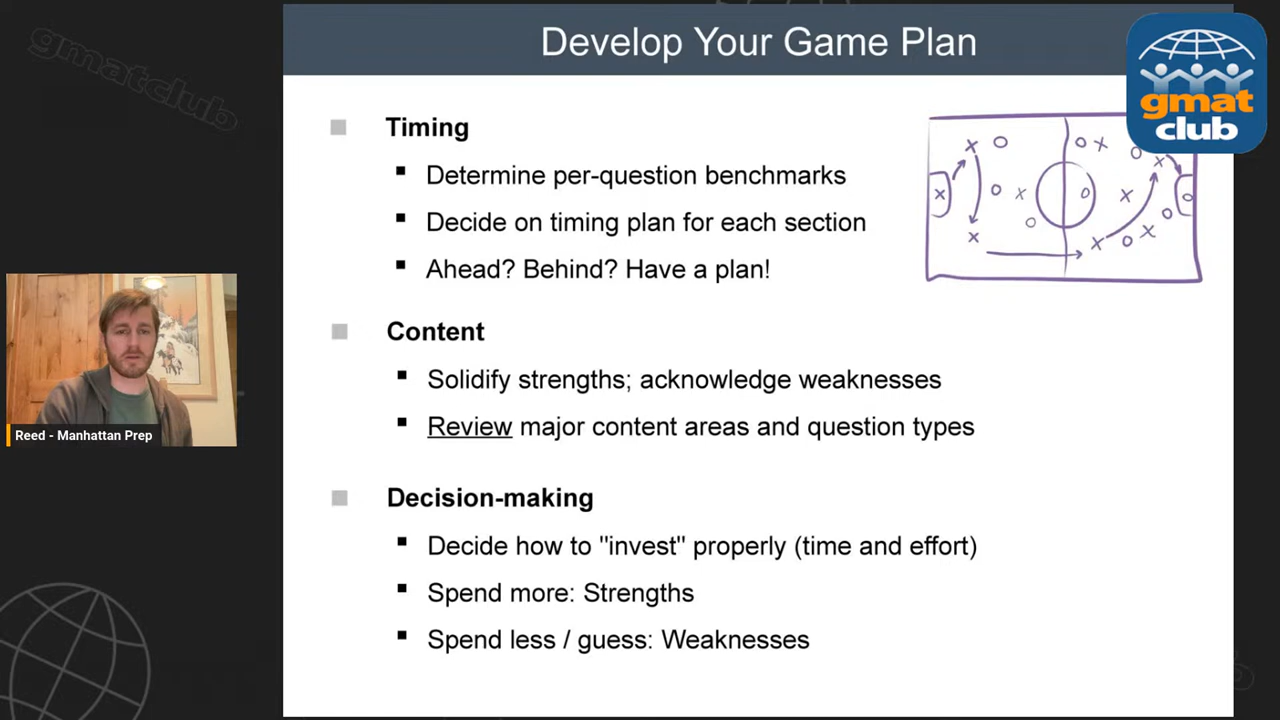 Develop Your Game Plan
gmat
club
gmatclub
Timing
Determine per-question benchmarks
Decide on timing plan for each section
Ahead? Behind? Have a plan!
Content
Solidify strengths; acknowledge weaknesses
Review major content areas and question types
Reed - Manhattan Prep
Decision-making
Decide how to "invest" properly (time and effort)
Spend more: Strengths
Spend less / guess: Weaknesses